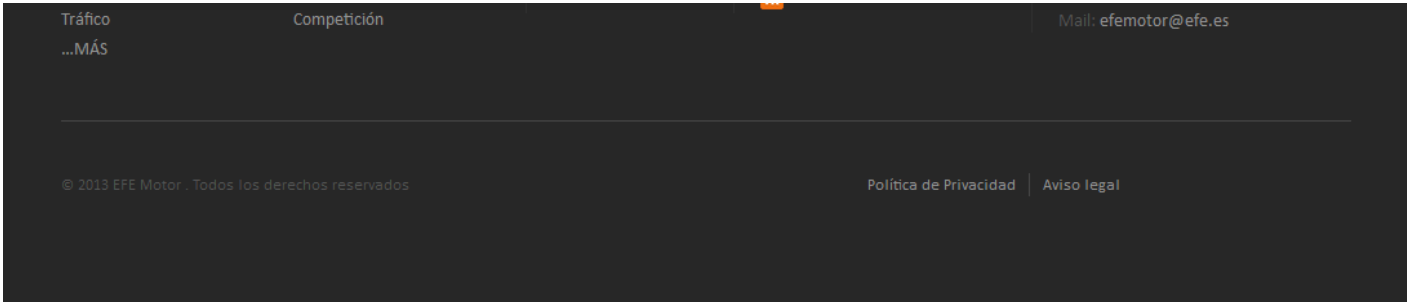 Tráfico Competición Mail: efemotor@efe.es
...MÁS
© 2013 EFE Motor . Todos los derechos reservados Política de Privacidad Aviso legal